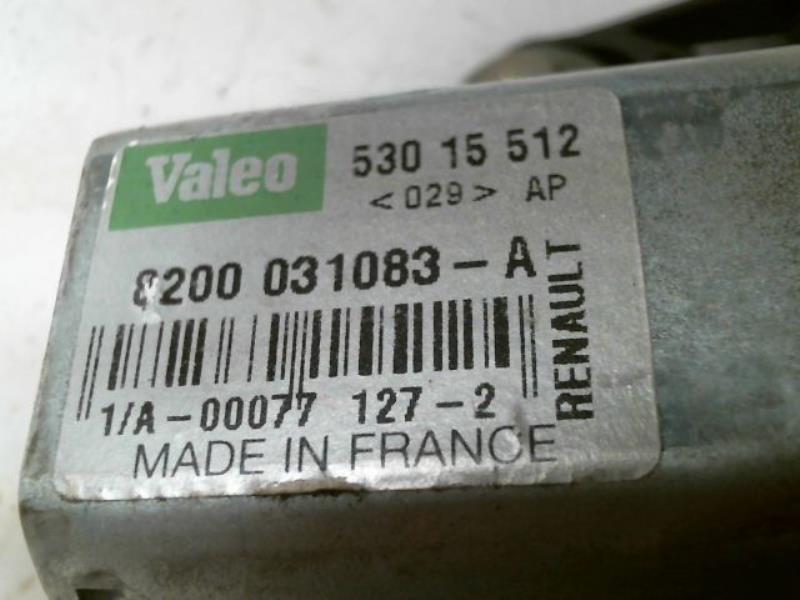 Valeo 530 15 512
<029> AP
8200 031083-A
RENAULT
1/A-00077 127-2
MADE IN FRANCE